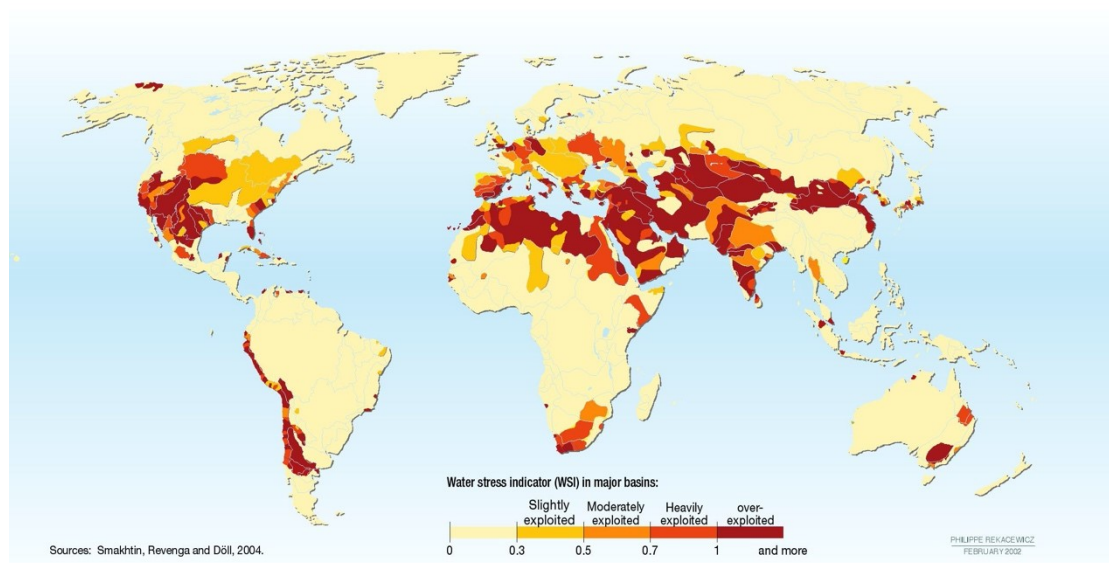 Water stress indicator (WSI) in major basins:
Slightly exploited
Moderately exploited
Heavily exploited
over-exploited
0 0.3 0.5 0.7 1 and more
Sources: Smakhtin, Revenga and Döll, 2004.
PHILIPPE REKACEWICZ
FEBRUARY 2002